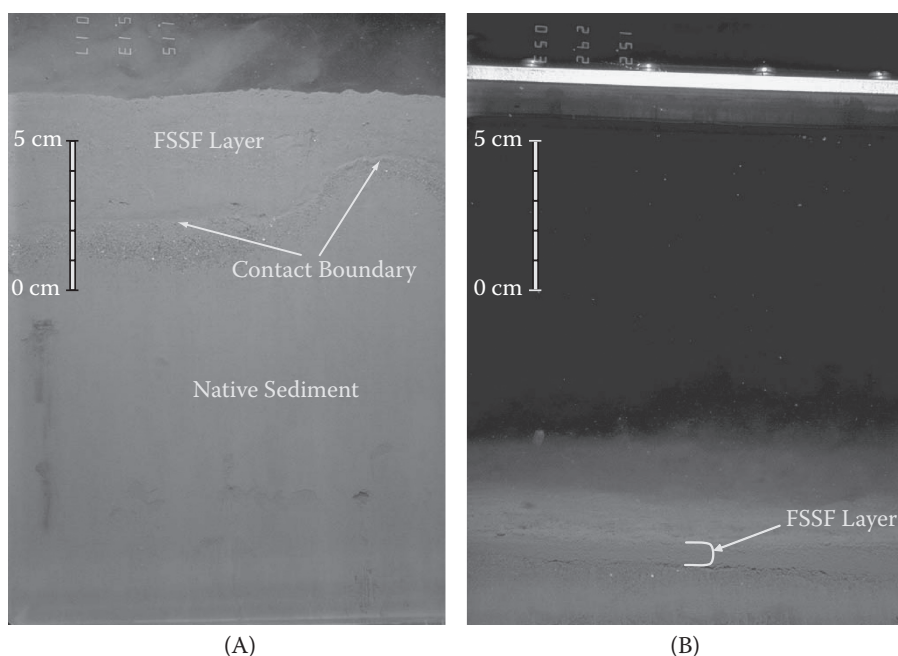 FSSF Layer
5 cm
Contact Boundary
0 cm
Native Sediment
(A)
5 cm
0 cm
FSSF Layer
(B)